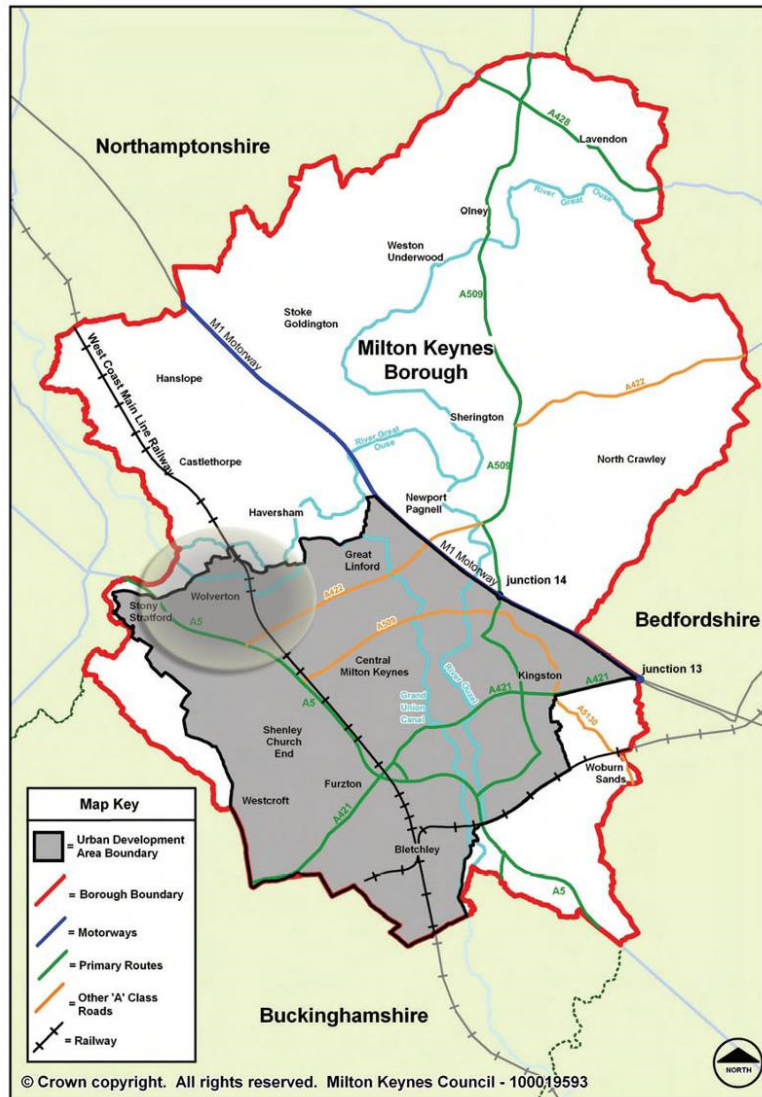 Northamptonshire
A428
Lavendon
River Great Ouse
Olney
Weston
Underwood
A509
Stoke
Goldington
M1 Motorway
Milton Keynes
Borough
West Coast Main Line Railway
Hanslope
A422
Sherington
River Great
Ouse
Castlethorpe
A509
North Crawley
Newport
Pagnell
Haversham
M1 Motorway
Great
Linford
junction 14
Wolverton
A422
Stony
Stratford
Bedfordshire
A5
A509
Central
Milton Keynes
River Ouzel
Kingston
junction 13
A421
A421
Grand
Union
Canal
A5
A5130
Shenley
Church
End
Woburn
Sands
Furzton
Westcroft
A421
Bletchley
A5
Map Key
= Urban Development
Area Boundary
= Borough Boundary
= Motorways
= Primary Routes
= Other 'A' Class
Roads
= Railway
Buckinghamshire
NORTH
© Crown copyright. All rights reserved. Milton Keynes Council - 100019593